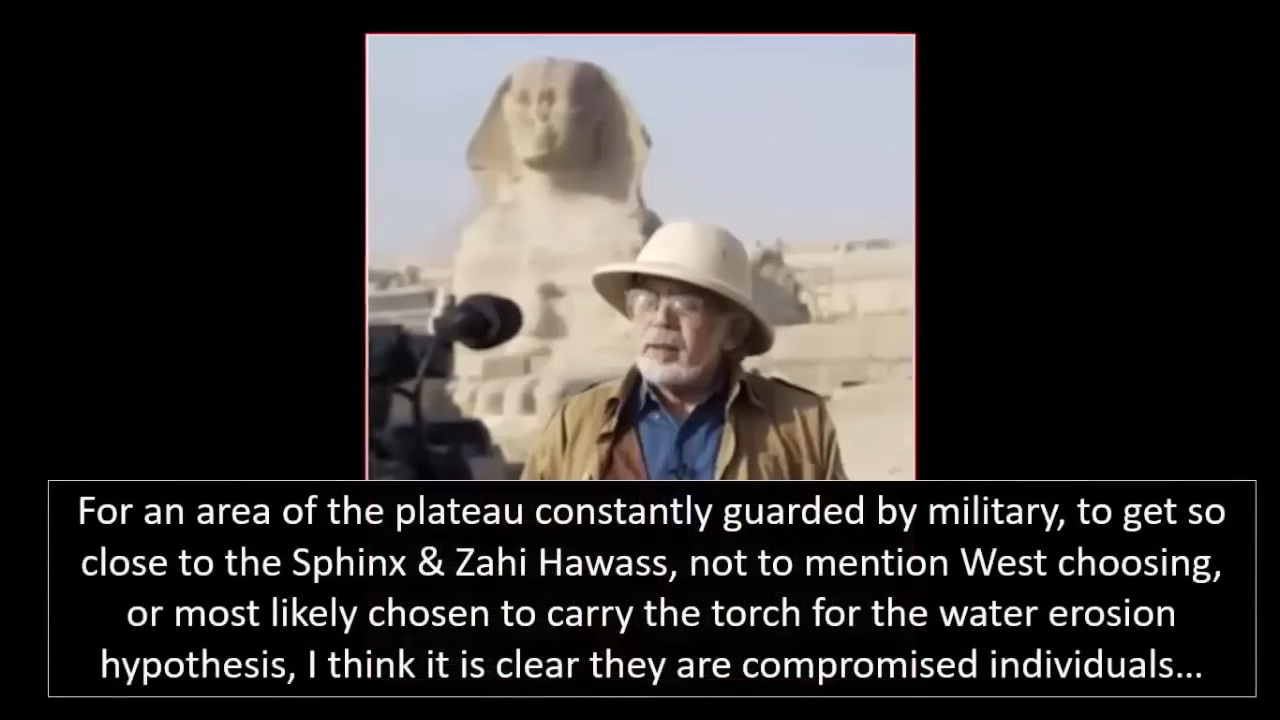 For an area of the plateau constantly guarded by military, to get so
close to the Sphinx & Zahi Hawass, not to mention West choosing,
or most likely chosen to carry the torch for the water erosion
hypothesis, I think it is clear they are compromised individuals...